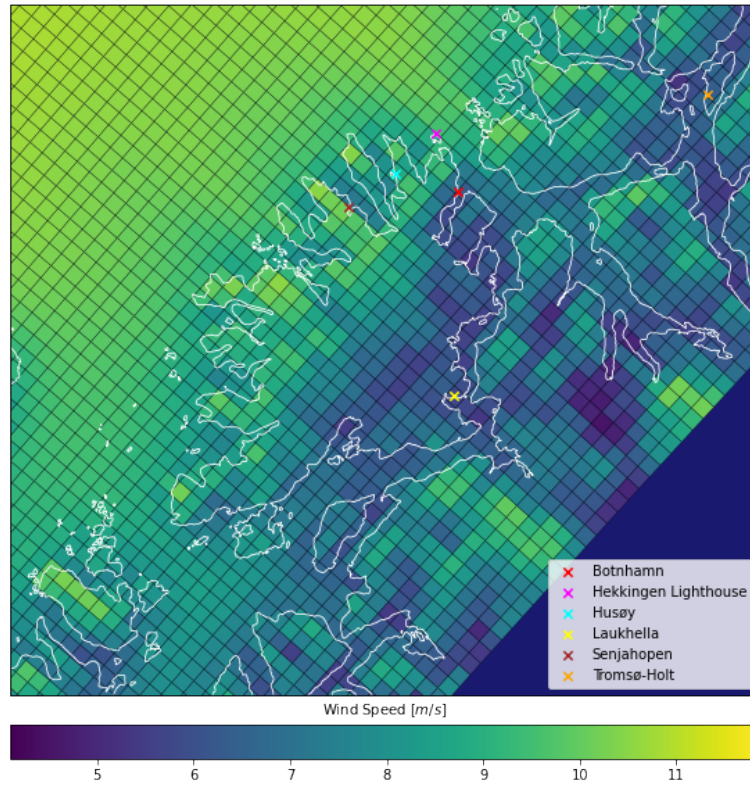 Botnhamn
Hekkingen Lighthouse
Husøy
Laukhella
Senjahopen
Tromsø-Holt
Wind Speed [m/s]
5 6 7 8 9 10 11